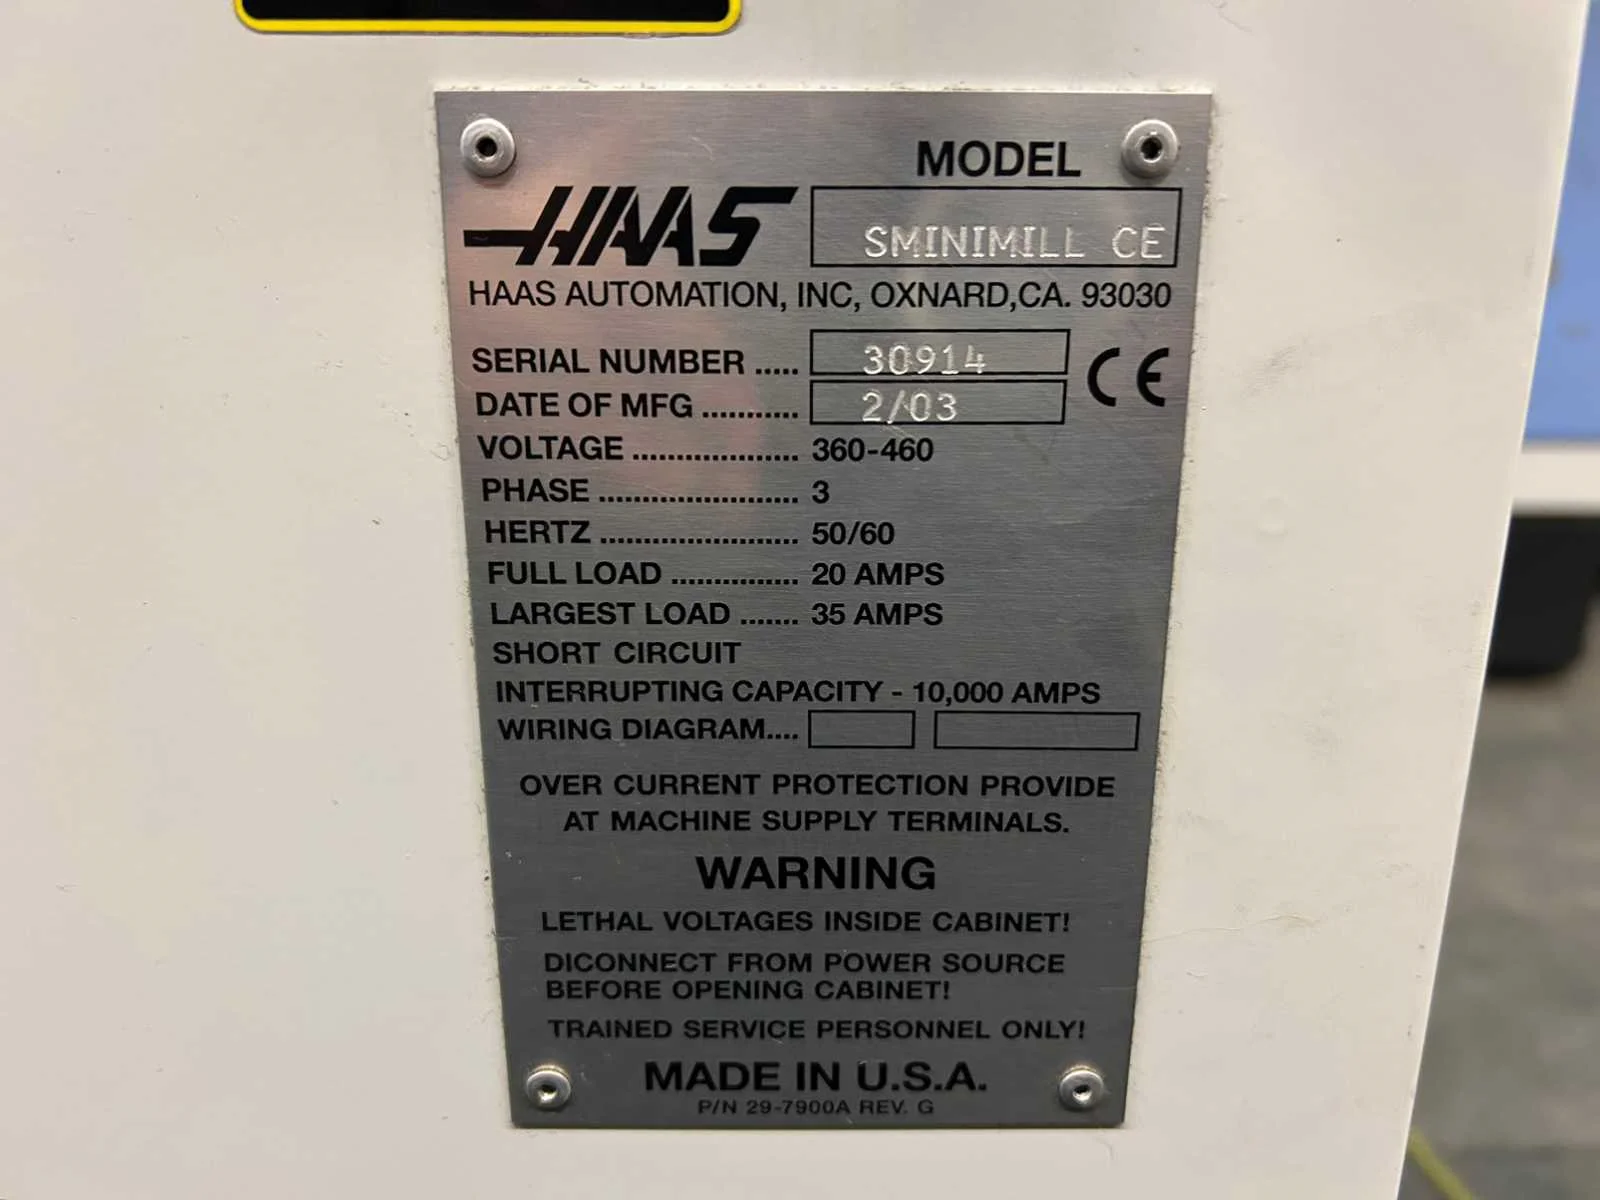 MODEL
HAAS SMINIMILL CE
HAAS AUTOMATION, INC, OXNARD,CA. 93030
SERIAL NUMBER ..... 30914 CE
DATE OF MFG ........... 2/03
VOLTAGE ................... 360-460
PHASE ....................... 3
HERTZ ....................... 50/60
FULL LOAD ............... 20 AMPS
LARGEST LOAD ....... 35 AMPS
SHORT CIRCUIT
INTERRUPTING CAPACITY - 10,000 AMPS
WIRING DIAGRAM....
OVER CURRENT PROTECTION PROVIDE
AT MACHINE SUPPLY TERMINALS.
WARNING
LETHAL VOLTAGES INSIDE CABINET!
DICONNECT FROM POWER SOURCE
BEFORE OPENING CABINET!
TRAINED SERVICE PERSONNEL ONLY!
MADE IN U.S.A.
P/N 29-7900A REV. G